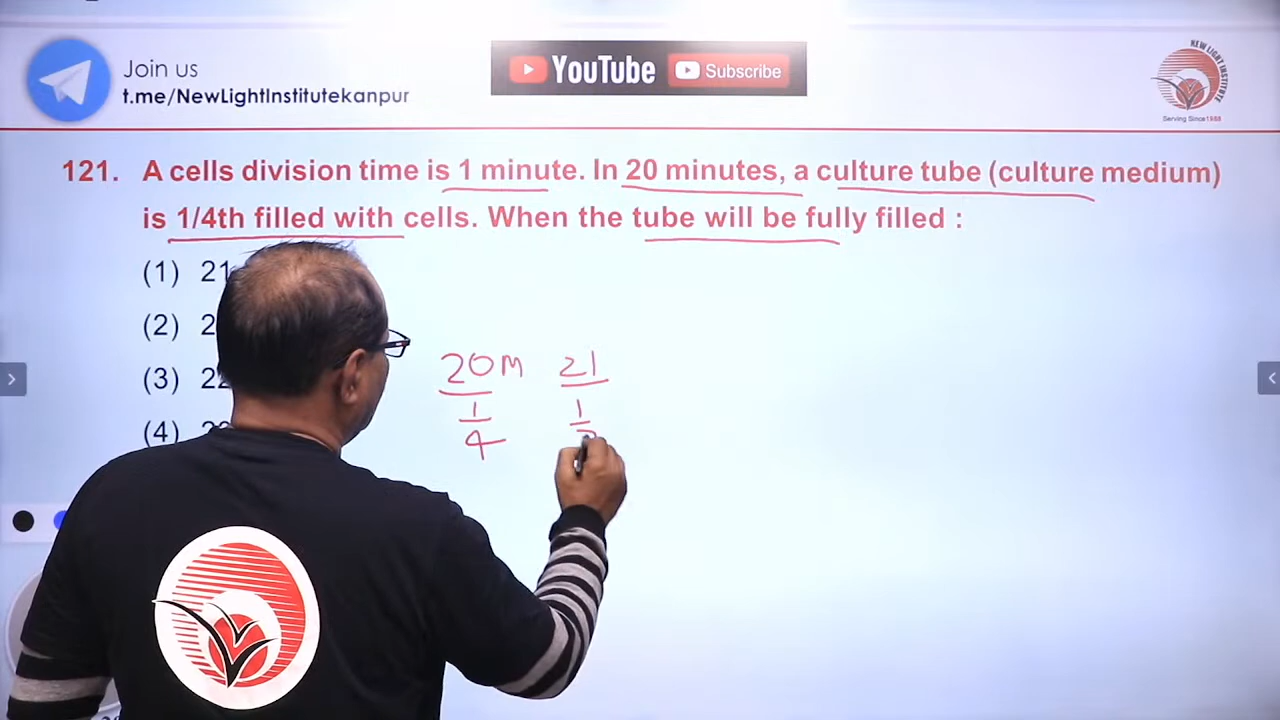 Join us
t.me/NewLightInstitutekanpur
YouTube Subscribe
NEW LIGHT INSTITUTE
Serving Since 1988
121. A cells division time is 1 minute. In 20 minutes, a culture tube (culture medium)
is 1/4th filled with cells. When the tube will be fully filled :
(1) 21
(2)
(3) 22
(4)
20M 21
1/4 1/2